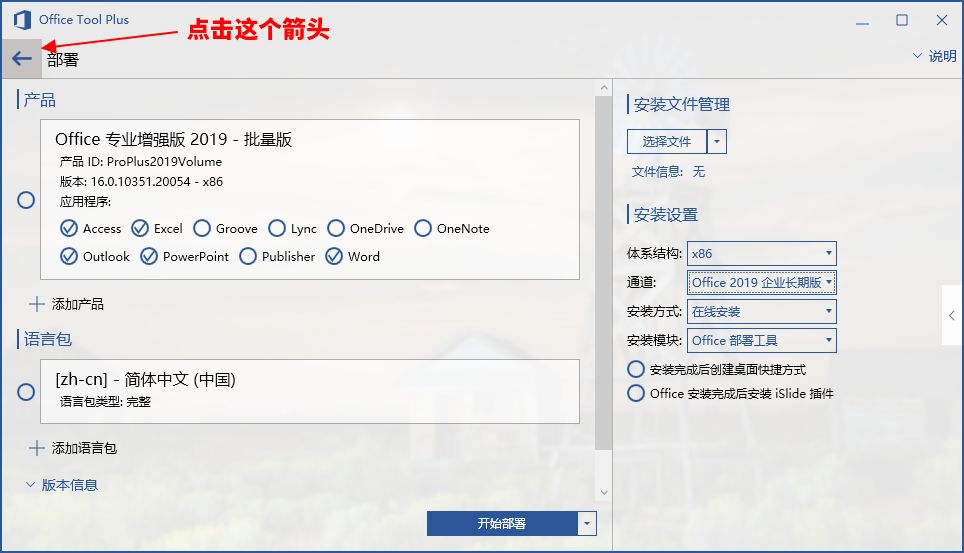 Office Tool Plus
点击这个箭头
部署
说明
产品
Office 专业增强版 2019 - 批量版
产品 ID: ProPlus2019Volume
版本: 16.0.10351.20054 - x86
应用程序:
Access Excel Groove Lync OneDrive OneNote
Outlook PowerPoint Publisher Word
添加产品
语言包
[zh-cn] - 简体中文 (中国)
语言包类型: 完整
添加语言包
版本信息
开始部署
安装文件管理
选择文件
文件信息: 无
安装设置
体系结构: x86
通道: Office 2019 企业长期版
安装方式: 在线安装
安装模块: Office 部署工具
安装完成后创建桌面快捷方式
Office 安装完成后安装 iSlide 插件